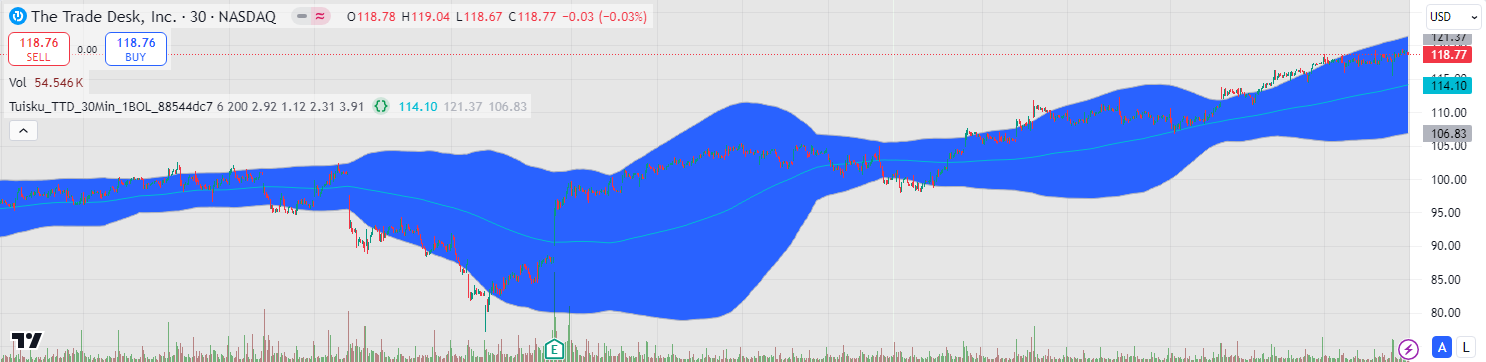 The Trade Desk, Inc. · 30 · NASDAQ O118.78 H119.04 L118.67 C118.77 −0.03 (−0.03%)
USD
118.76
SELL
0.00
118.76
BUY
Vol 54.546 K
Tuisku_TTD_30Min_1BOL_88544dc7 6 200 2.92 1.12 2.31 3.91 114.10 121.37 106.83
121.37
118.77
115.00
114.10
110.00
106.83
105.00
100.00
95.00
90.00
85.00
80.00
E
A
L